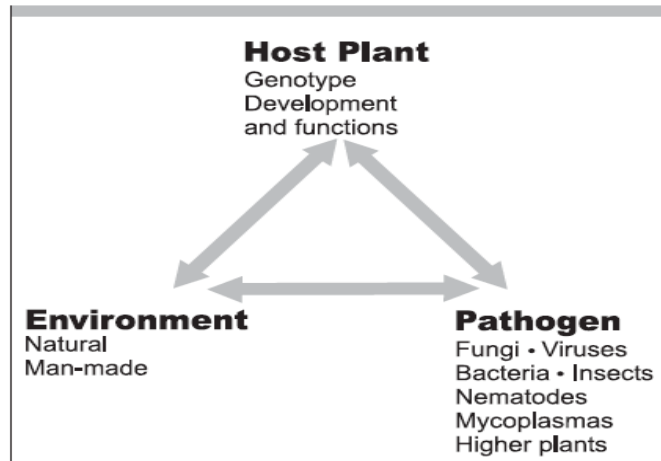 Host Plant
Genotype
Development
and functions
Environment
Natural
Man-made
Pathogen
Fungi • Viruses
Bacteria • Insects
Nematodes
Mycoplasmas
Higher plants